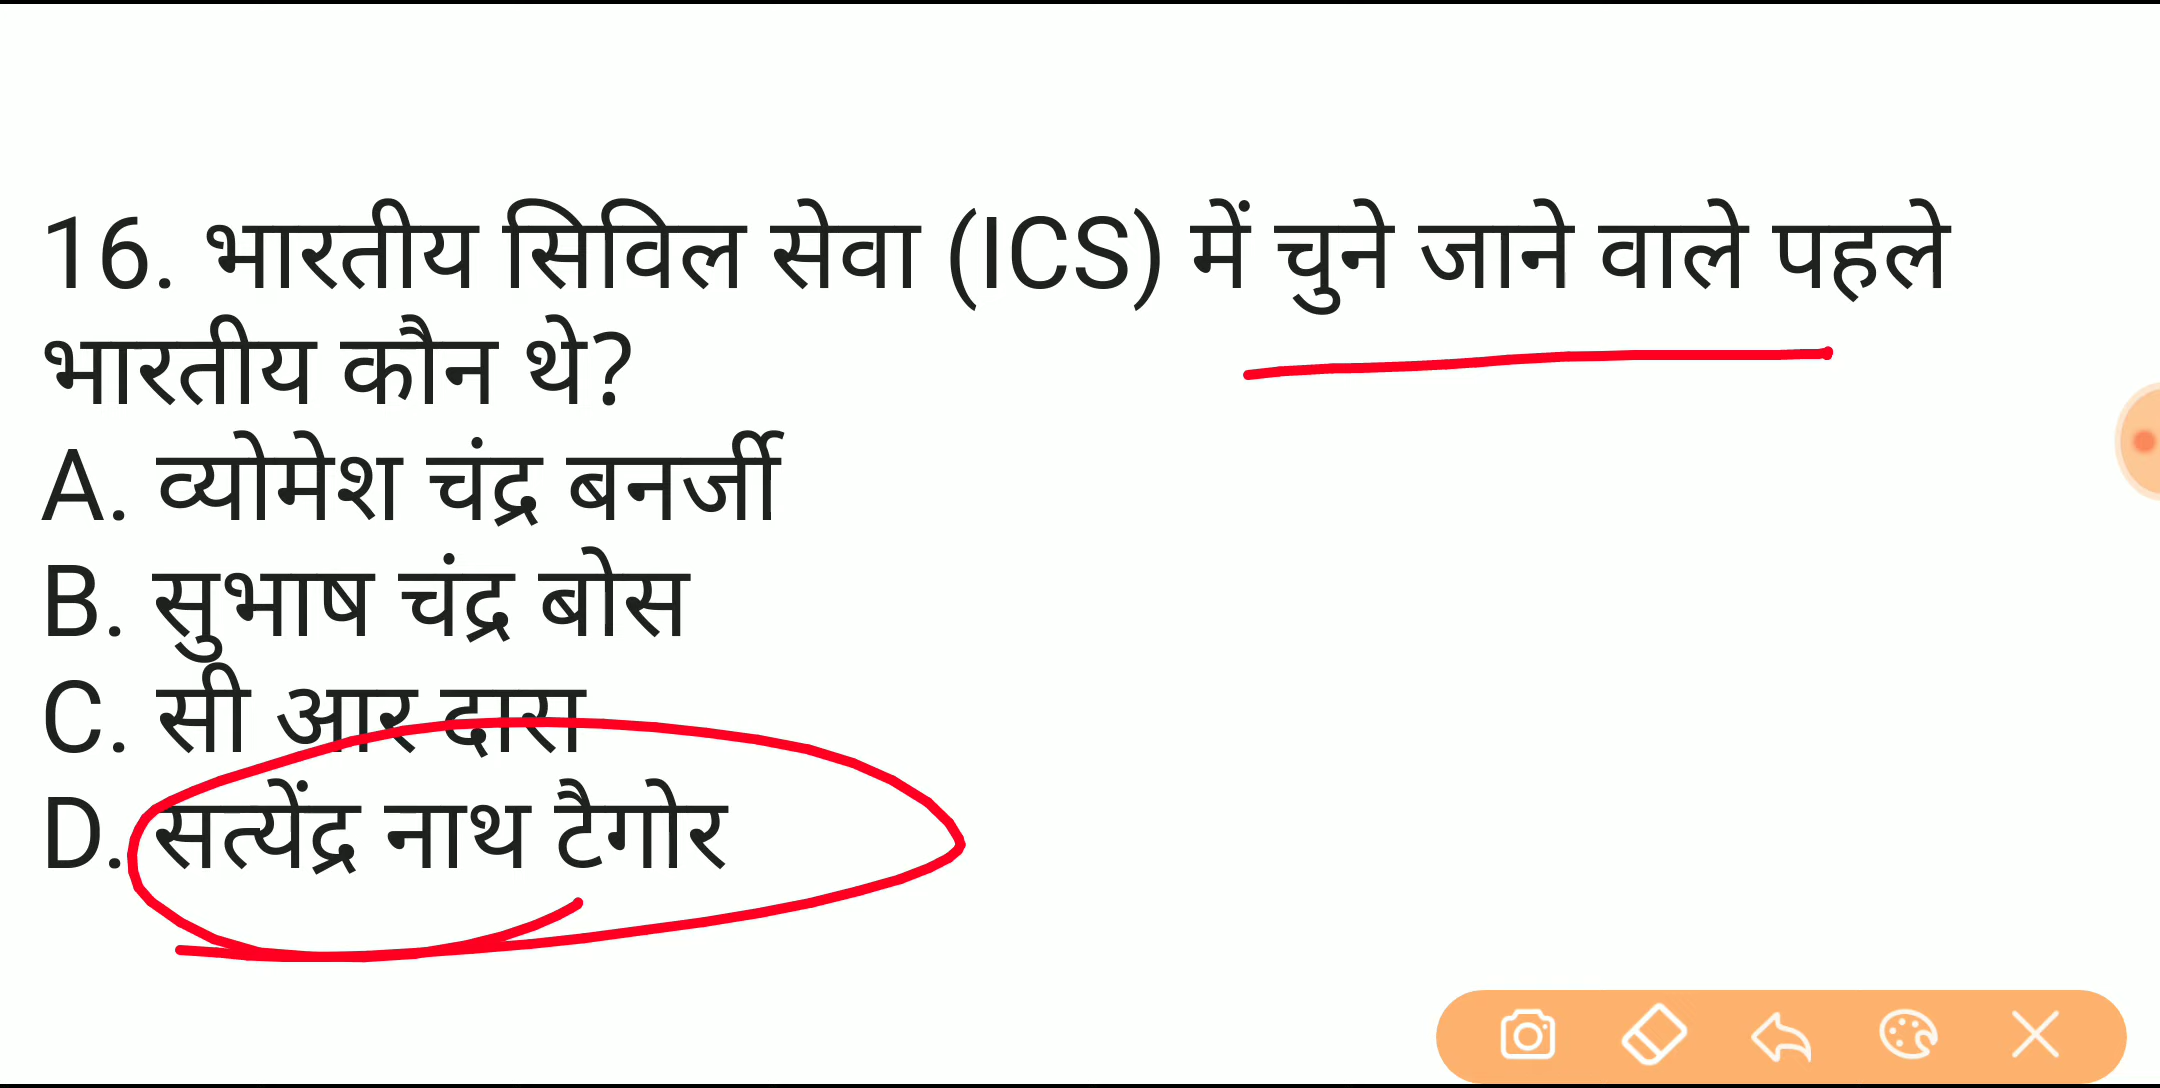 16. भारतीय सिविल सेवा (ICS) में चुने जाने वाले पहले
भारतीय कौन थे?
A. व्योमेश चंद्र बनर्जी
B. सुभाष चंद्र बोस
C. सी आर दास
D. सत्येंद्र नाथ टैगोर